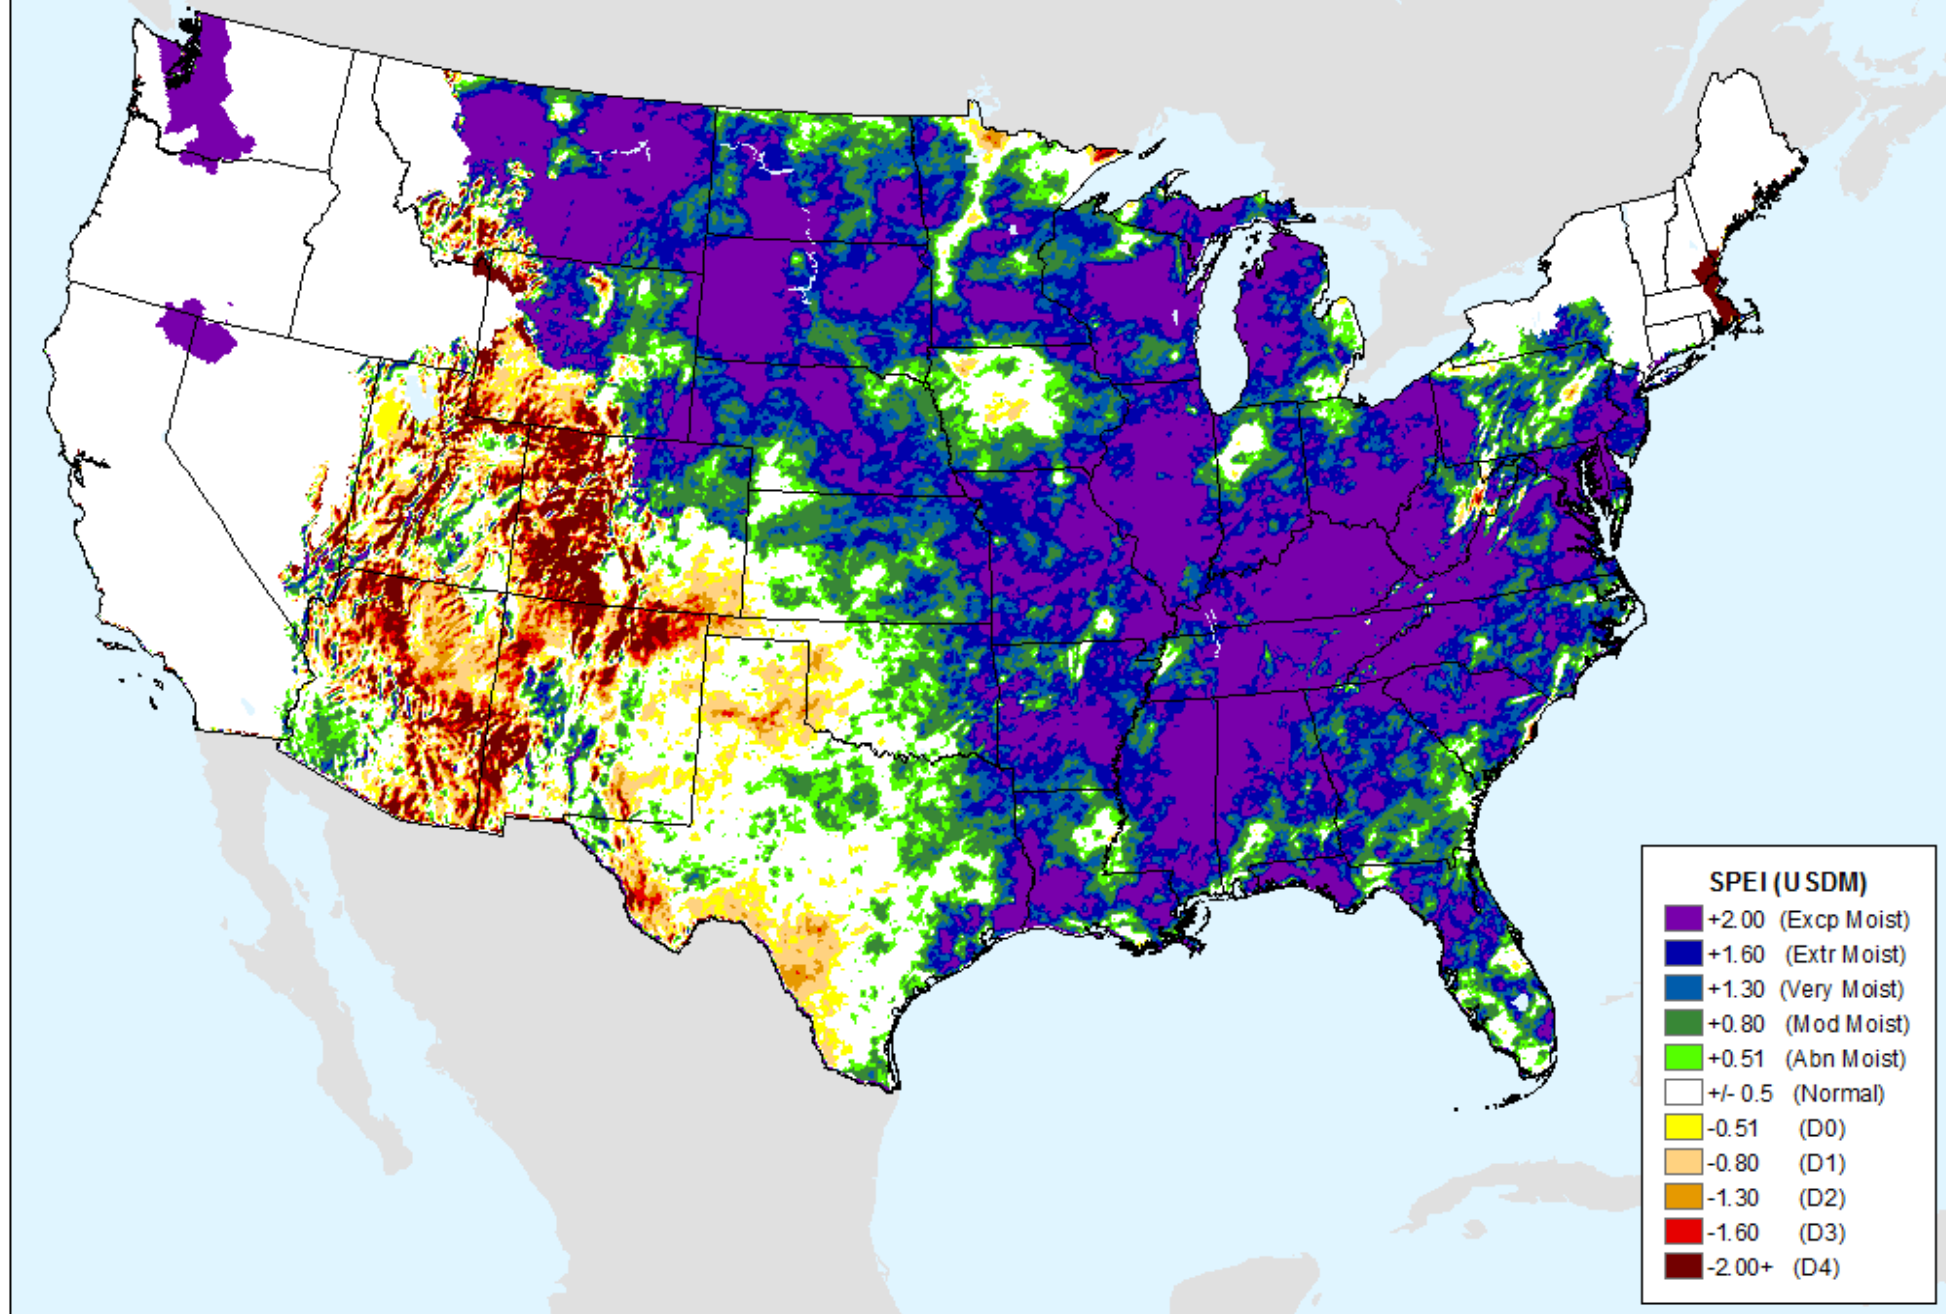 SPEI (USDM)
+2.00 (Excp Moist)
+1.60 (Extr Moist)
+1.30 (Very Moist)
+0.80 (Mod Moist)
+0.51 (Abn Moist)
+/- 0.5 (Normal)
-0.51 (D0)
-0.80 (D1)
-1.30 (D2)
-1.60 (D3)
-2.00+ (D4)